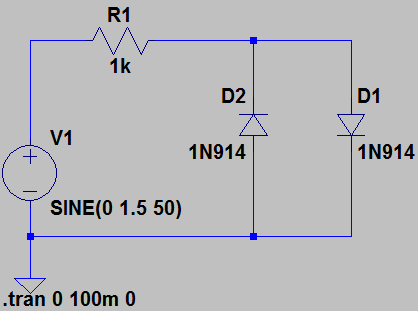 R1
1k
D2
D1
1N914
1N914
V1
+
SINE(0 1.5 50)
.tran 0 100m 0